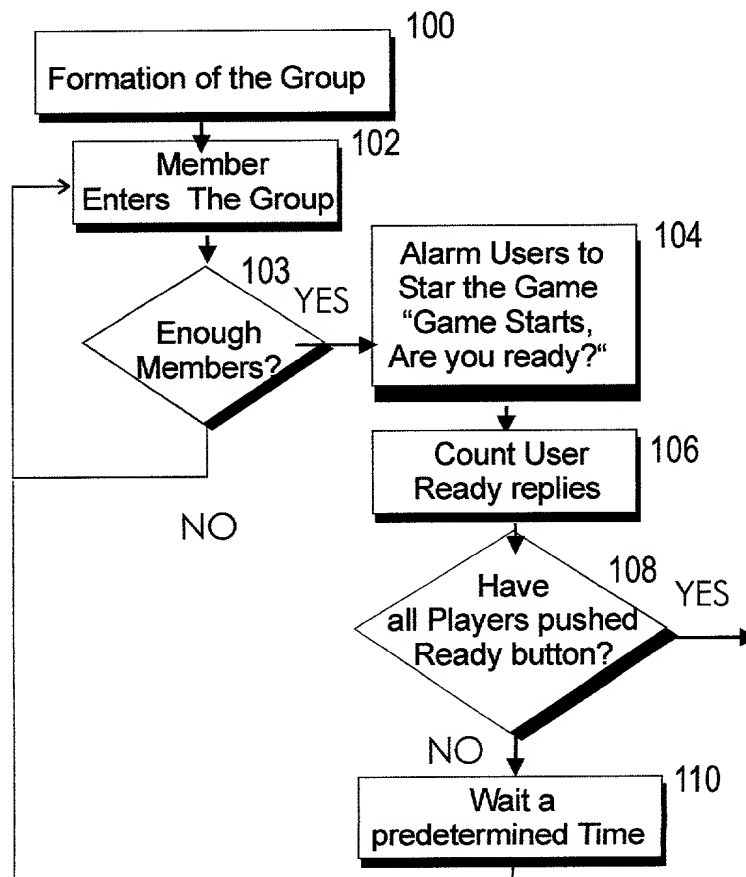 100
Formation of the Group
102
Member
Enters The Group
103
Enough
Members?
YES
NO
104
Alarm Users to
Star the Game
“Game Starts,
Are you ready?“
106
Count User
Ready replies
108
Have
all Players pushed
Ready button?
YES
NO
110
Wait a
predetermined Time